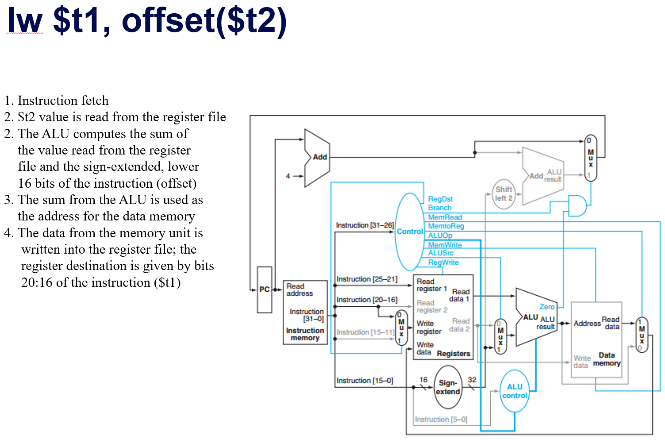 lw $t1, offset($t2)
1. Instruction fetch
2. $t2 value is read from the register file
2. The ALU computes the sum of
the value read from the register
file and the sign-extended, lower
16 bits of the instruction (offset)
3. The sum from the ALU is used as
the address for the data memory
4. The data from the memory unit is
written into the register file; the
register destination is given by bits
20:16 of the instruction ($t1)
Add
4
Add
ALU
result
0
M
u
x
1
Shift
left 2
RegDst
Branch
MemRead
MemtoReg
ALUOp
MemWrite
ALUSrc
RegWrite
Instruction [31–26]
Control
PC
Read
address
Instruction
[31–0]
Instruction
memory
Instruction [25–21]
Instruction [20–16]
Instruction [15–11]
0
M
u
x
1
Read
register 1
Read
data 1
Read
register 2
Write
register
Read
data 2
Write
data
Registers
0
M
u
x
1
Zero
ALU
ALU
result
Address
Read
data
Write
data
Data
memory
1
M
u
x
0
Instruction [15–0]
16
Sign-
extend
32
ALU
control
Instruction [5–0]